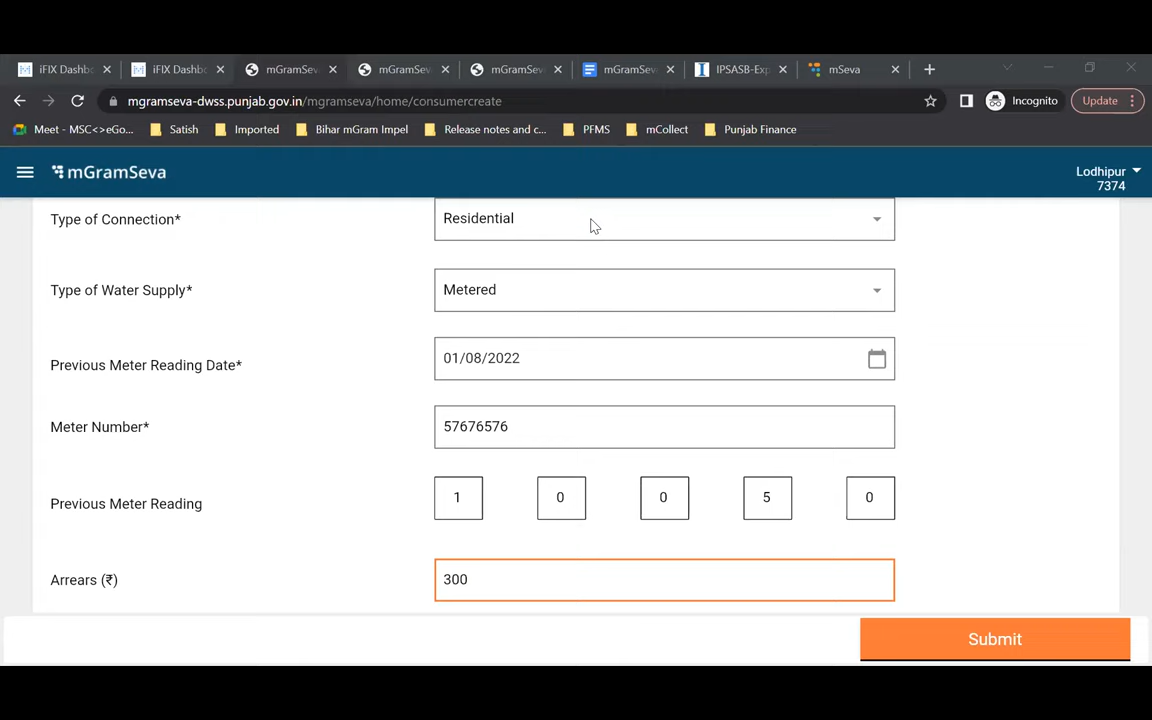 iFIX Dashbo
iFIX Dashb
mGramSeva
mGramSev
mGramSev
mGramSev
IPSASB-Exp
mSeva
mgramseva-dwss.punjab.gov.in/mgramseva/home/consumercreate
Incognito
Update
Meet - MSC<>eGo...
Satish
Imported
Bihar mGram Impel
Release notes and c...
PFMS
mCollect
Punjab Finance
mGramSeva
Lodhipur
7374
Type of Connection*
Residential
Type of Water Supply*
Metered
Previous Meter Reading Date*
01/08/2022
Meter Number*
57676576
Previous Meter Reading
1 0 0 5 0
Arrears (₹)
300
Submit